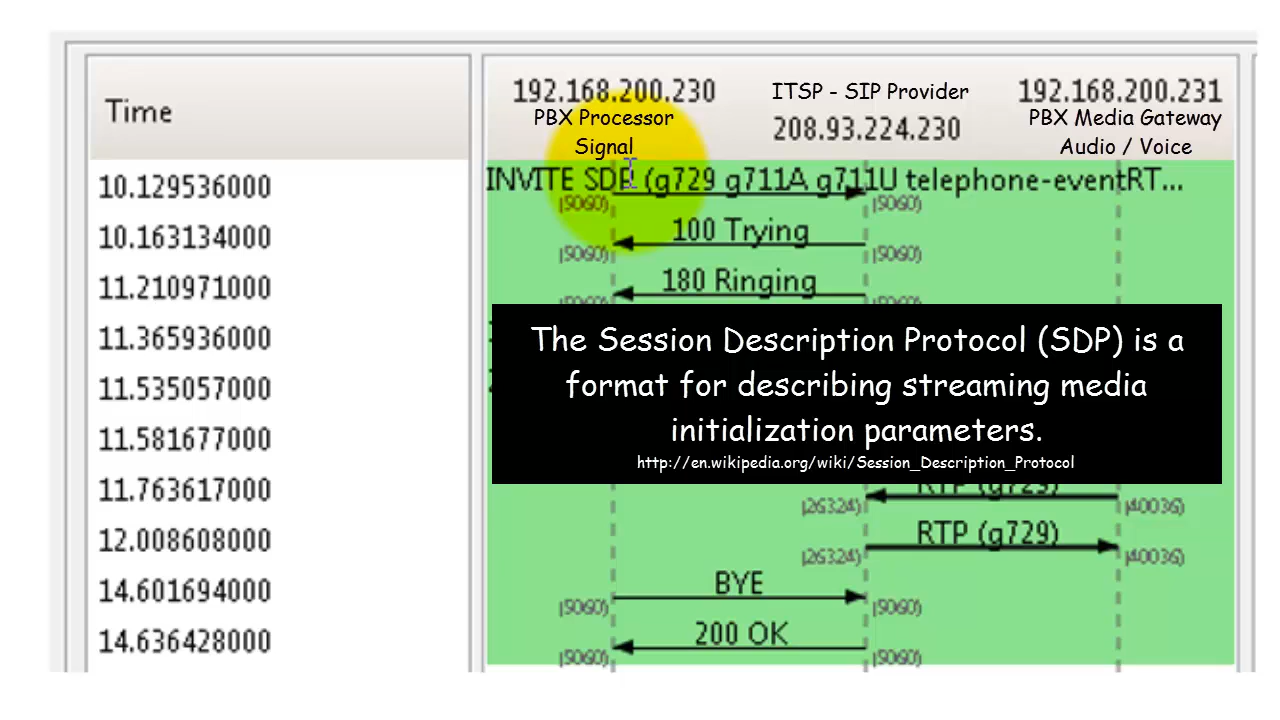 Time
192.168.200.230
ITSP - SIP Provider
192.168.200.231
PBX Processor
208.93.224.230
PBX Media Gateway
Signal
Audio / Voice
10.129536000
INVITE SDP (g729 g711A g711U telephone-eventRT...
(5060)
(5060)
10.163134000
100 Trying
(5060)
(5060)
11.210971000
180 Ringing
(5060)
(5060)
11.365936000
The Session Description Protocol (SDP) is a
11.535057000
format for describing streaming media
11.581677000
initialization parameters.
http://en.wikipedia.org/wiki/Session_Description_Protocol
11.763617000
RTP (g729)
(26324)
(40036)
12.008608000
RTP (g729)
(26324)
(40036)
14.601694000
BYE
(5060)
(5060)
14.636428000
200 OK
(5060)
(5060)